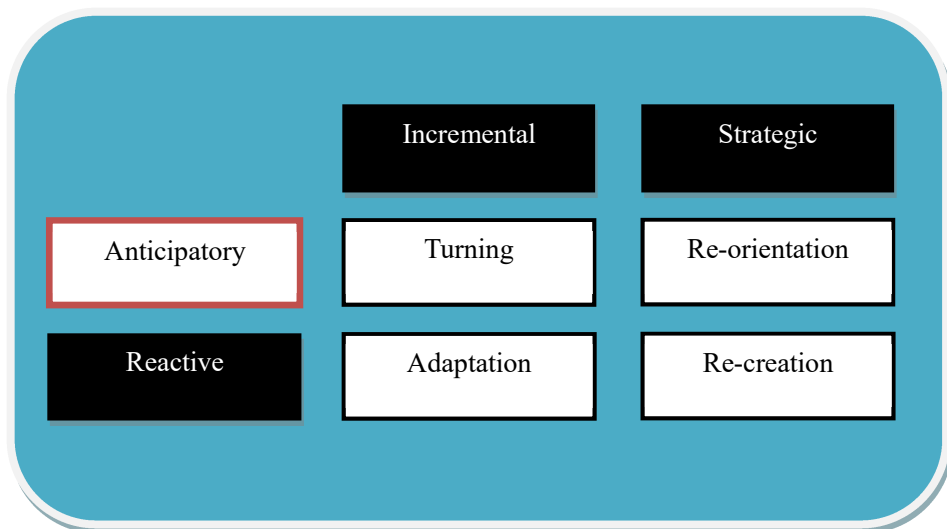 Incremental
Strategic
Anticipatory
Turning
Re-orientation
Reactive
Adaptation
Re-creation